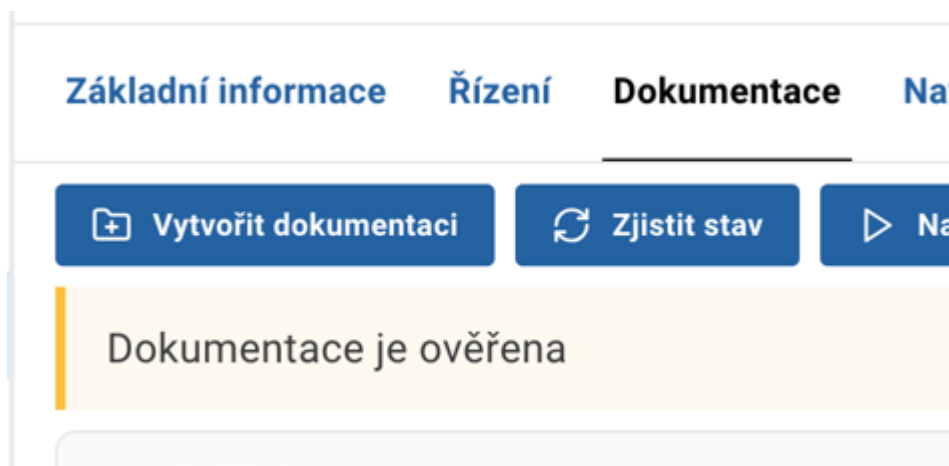 Základní informace Řízení Dokumentace
Vytvořit dokumentaci Zjistit stav
Dokumentace je ověřena